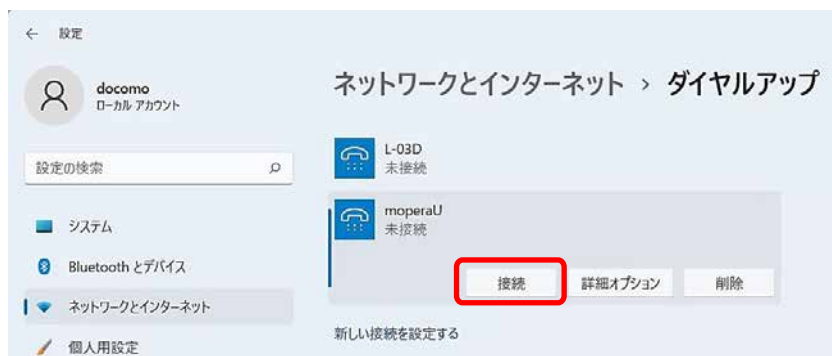 ← 設定
docomo
ローカル アカウント
設定の検索
システム
Bluetooth とデバイス
ネットワークとインターネット
個人用設定
ネットワークとインターネット › ダイヤルアップ
L-03D
未接続
moperaU
未接続
接続 詳細オプション 削除
新しい接続を設定する